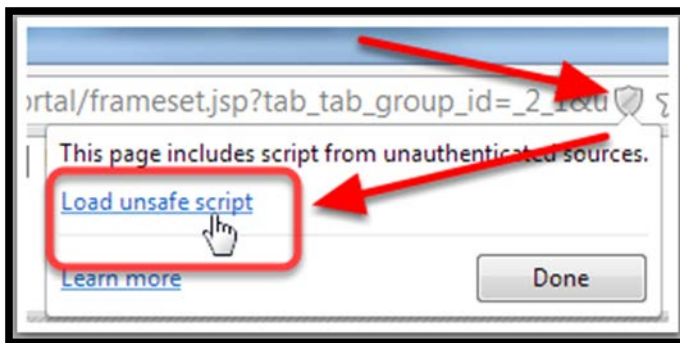 ortal/frameset.jsp?tab_tab_group_id=_2_1&u
This page includes script from unauthenticated sources.
Load unsafe script
Learn more
Done